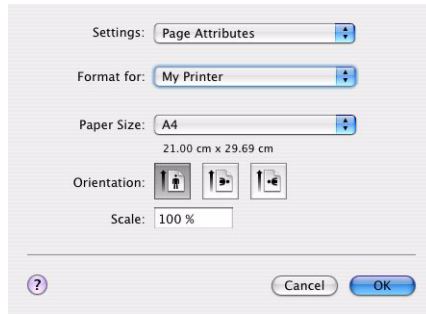 Settings: Page Attributes
Format for: My Printer
Paper Size: A4
21.00 cm x 29.69 cm
Orientation:
Scale: 100 %
? Cancel OK